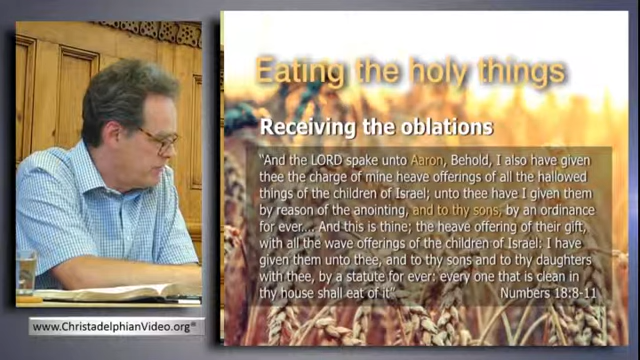 Eating the holy things
Receiving the oblations
“And the LORD spake unto Aaron, Behold, I also have given
thee the charge of mine heave offerings of all the hallowed
things of the children of Israel; unto thee have I given them
by reason of the anointing, and to thy sons, by an ordinance
for ever.... And this is thine; the heave offering of their gift,
with all the wave offerings of the children of Israel: I have
given them unto thee, and to thy sons and to thy daughters
with thee, by a statute for ever: every one that is clean in
thy house shall eat of it” Numbers 18:8-11
www.ChristadelphianVideo.org®